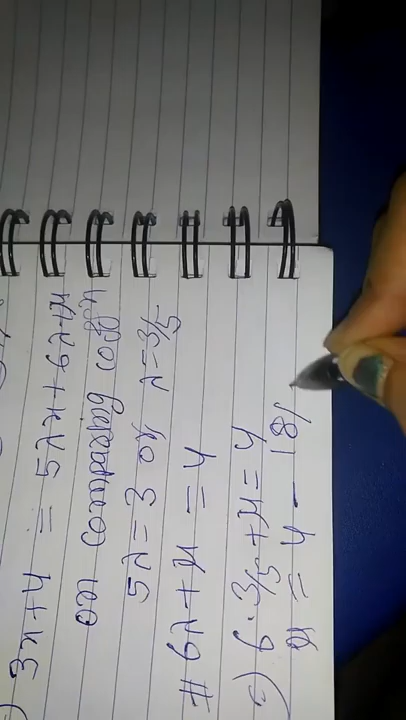 3x+4 = 5λx+6λ+μ
on comparing coff^n
5λ=3 or λ=3/5
# 6λ+μ = 4
=) 6·3/5+μ=4
μ = 4 - 18/